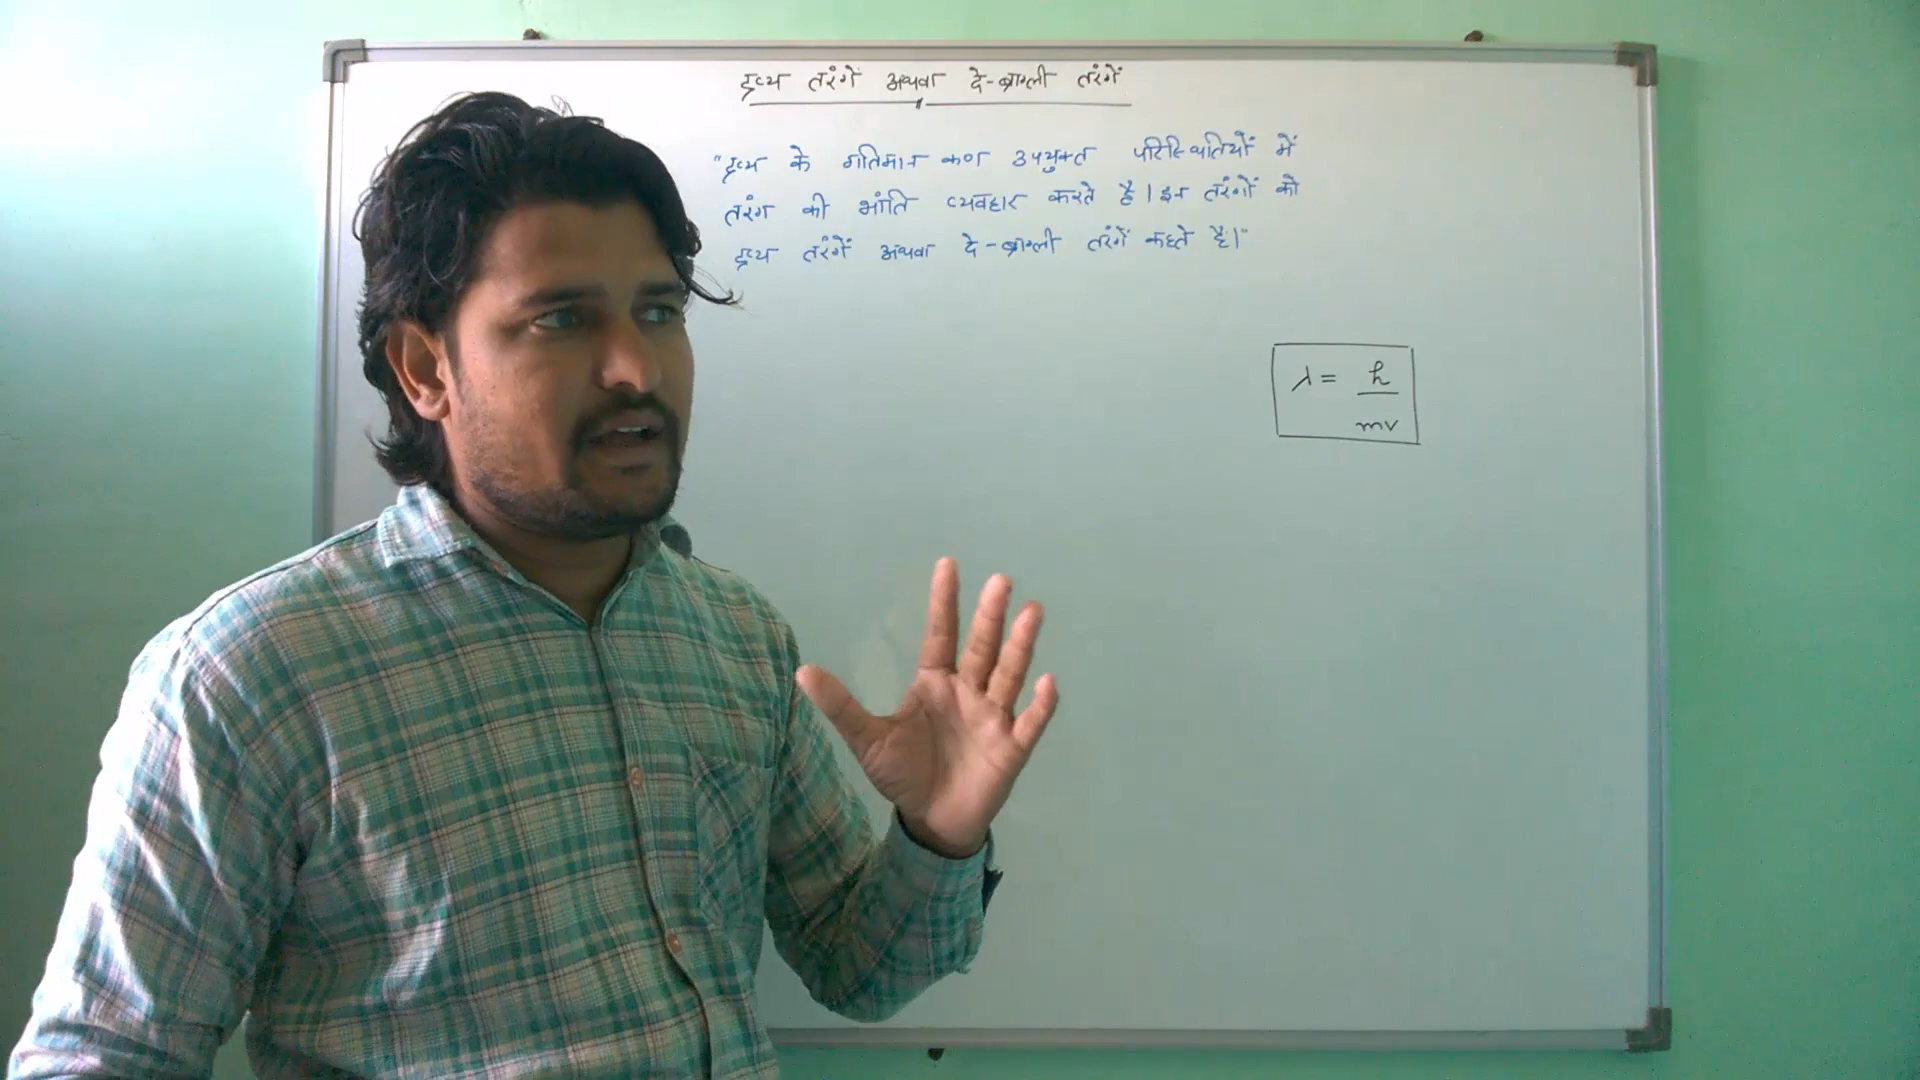 द्रव्य तरंगें अथवा दे-ब्राग्ली तरंगें
"द्रव्य के गतिमान कण उपयुक्त परिस्थितियों में
तरंग की भांति व्यवहार करते है। इन तरंगों को
द्रव्य तरंगें अथवा दे-ब्राग्ली तरंगें कहते है।"
λ = h
mv